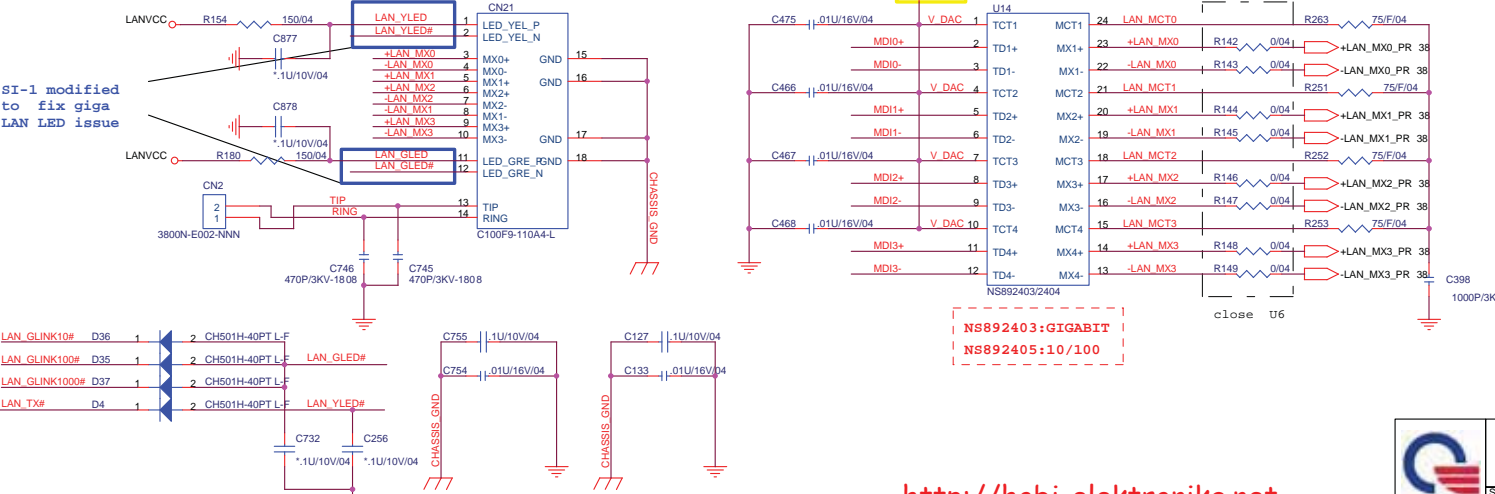 CN21
LANVCC R154 150/04 LAN_YLED 1 LED_YEL_P
LAN_YLED# 2 LED_YEL_N
C877
*.1U/10V/04
+LAN_MX0 3 MX0+ GND 15
-LAN_MX0 4 MX0-
+LAN_MX1 5 MX1+ GND 16
+LAN_MX2 6 MX2+
-LAN_MX2 7 MX2-
-LAN_MX1 8 MX1-
+LAN_MX3 9 MX3+
-LAN_MX3 10 MX3- GND 17
SI-1 modified
to fix giga
LAN LED issue
C878
*.1U/10V/04
LANVCC R180 150/04 LAN_GLED 11 LED_GRE_P GND 18
LAN_GLED# 12 LED_GRE_N
CN2
2
1
3800N-E002-NNN
TIP 13 TIP
RING 14 RING
C100F9-110A4-L
CHASSIS_GND
C746
470P/3KV-1808
C745
470P/3KV-1808
LAN_GLINK10# D36 1 2 CH501H-40PT L-F
LAN_GLINK100# D35 1 2 CH501H-40PT L-F LAN_GLED#
LAN_GLINK1000# D37 1 2 CH501H-40PT L-F
LAN_TX# D4 1 2 CH501H-40PT L-F LAN_YLED#
C732
*.1U/10V/04
C256
*.1U/10V/04
C755 .1U/10V/04
C754 .01U/16V/04
CHASSIS_GND
C127 .1U/10V/04
C133 .01U/16V/04
CHASSIS_GND
U14
C475 .01U/16V/04 V_DAC 1 TCT1 MCT1 24 LAN_MCT0 R263 75/F/04
MDI0+ 2 TD1+ MX1+ 23 +LAN_MX0 R142 0/04 +LAN_MX0_PR 38
MDI0- 3 TD1- MX1- 22 -LAN_MX0 R143 0/04 -LAN_MX0_PR 38
C466 .01U/16V/04 V_DAC 4 TCT2 MCT2 21 LAN_MCT1 R251 75/F/04
MDI1+ 5 TD2+ MX2+ 20 +LAN_MX1 R144 0/04 +LAN_MX1_PR 38
MDI1- 6 TD2- MX2- 19 -LAN_MX1 R145 0/04 -LAN_MX1_PR 38
C467 .01U/16V/04 V_DAC 7 TCT3 MCT3 18 LAN_MCT2 R252 75/F/04
MDI2+ 8 TD3+ MX3+ 17 +LAN_MX2 R146 0/04 +LAN_MX2_PR 38
MDI2- 9 TD3- MX3- 16 -LAN_MX2 R147 0/04 -LAN_MX2_PR 38
C468 .01U/16V/04 V_DAC 10 TCT4 MCT4 15 LAN_MCT3 R253 75/F/04
MDI3+ 11 TD4+ MX4+ 14 +LAN_MX3 R148 0/04 +LAN_MX3_PR 38
MDI3- 12 TD4- MX4- 13 -LAN_MX3 R149 0/04 -LAN_MX3_PR 38
NS892403/2404
close U6
C398
1000P/3K
NS892403:GIGABIT
NS892405:10/100